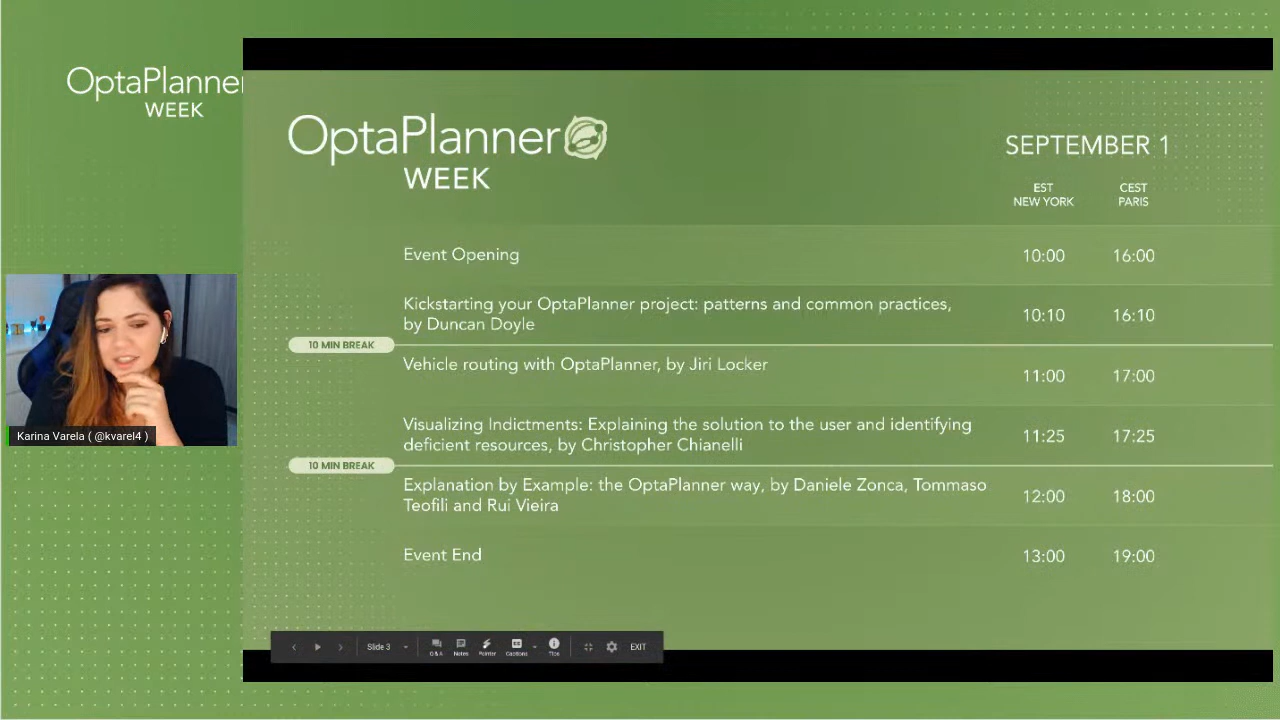 OptaPlanner
WEEK
OptaPlanner
WEEK
SEPTEMBER 1
EST
NEW YORK
CEST
PARIS
Event Opening
10:00
16:00
Kickstarting your OptaPlanner project: patterns and common practices,
by Duncan Doyle
10:10
16:10
10 MIN BREAK
Vehicle routing with OptaPlanner, by Jiri Locker
11:00
17:00
Visualizing Indictments: Explaining the solution to the user and identifying
deficient resources, by Christopher Chianelli
11:25
17:25
10 MIN BREAK
Explanation by Example: the OptaPlanner way, by Daniele Zonca, Tommaso
Teofili and Rui Vieira
12:00
18:00
Event End
13:00
19:00
Karina Varela ( @kvarel4 )
Slide 3
Q & A
Notes
Pointer
Captions
Tips
EXIT